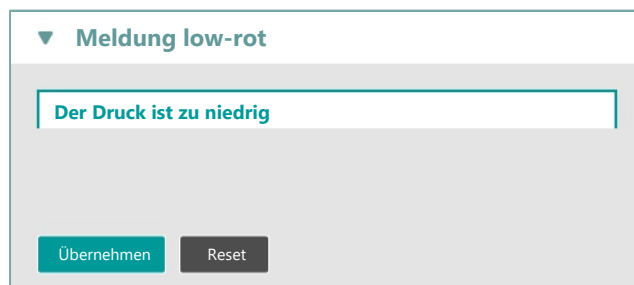 Meldung low-rot
Der Druck ist zu niedrig
Übernehmen Reset